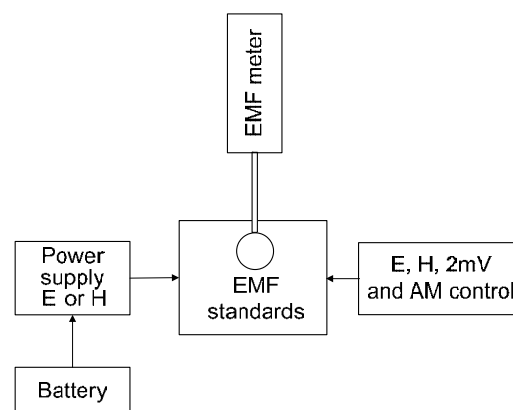 EMF meter
Power
supply
E or H
EMF
standards
E, H, 2mV
and AM control
Battery